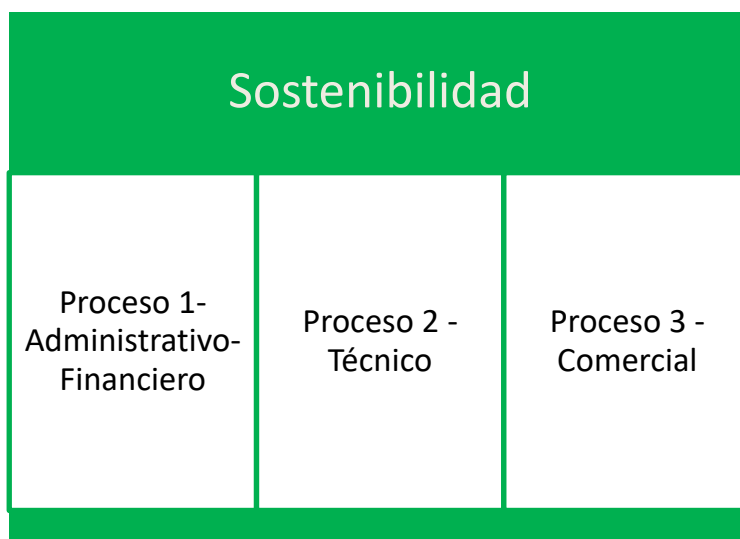 Sostenibilidad
Proceso 1-
Administrativo-
Financiero
Proceso 2 -
Técnico
Proceso 3 -
Comercial